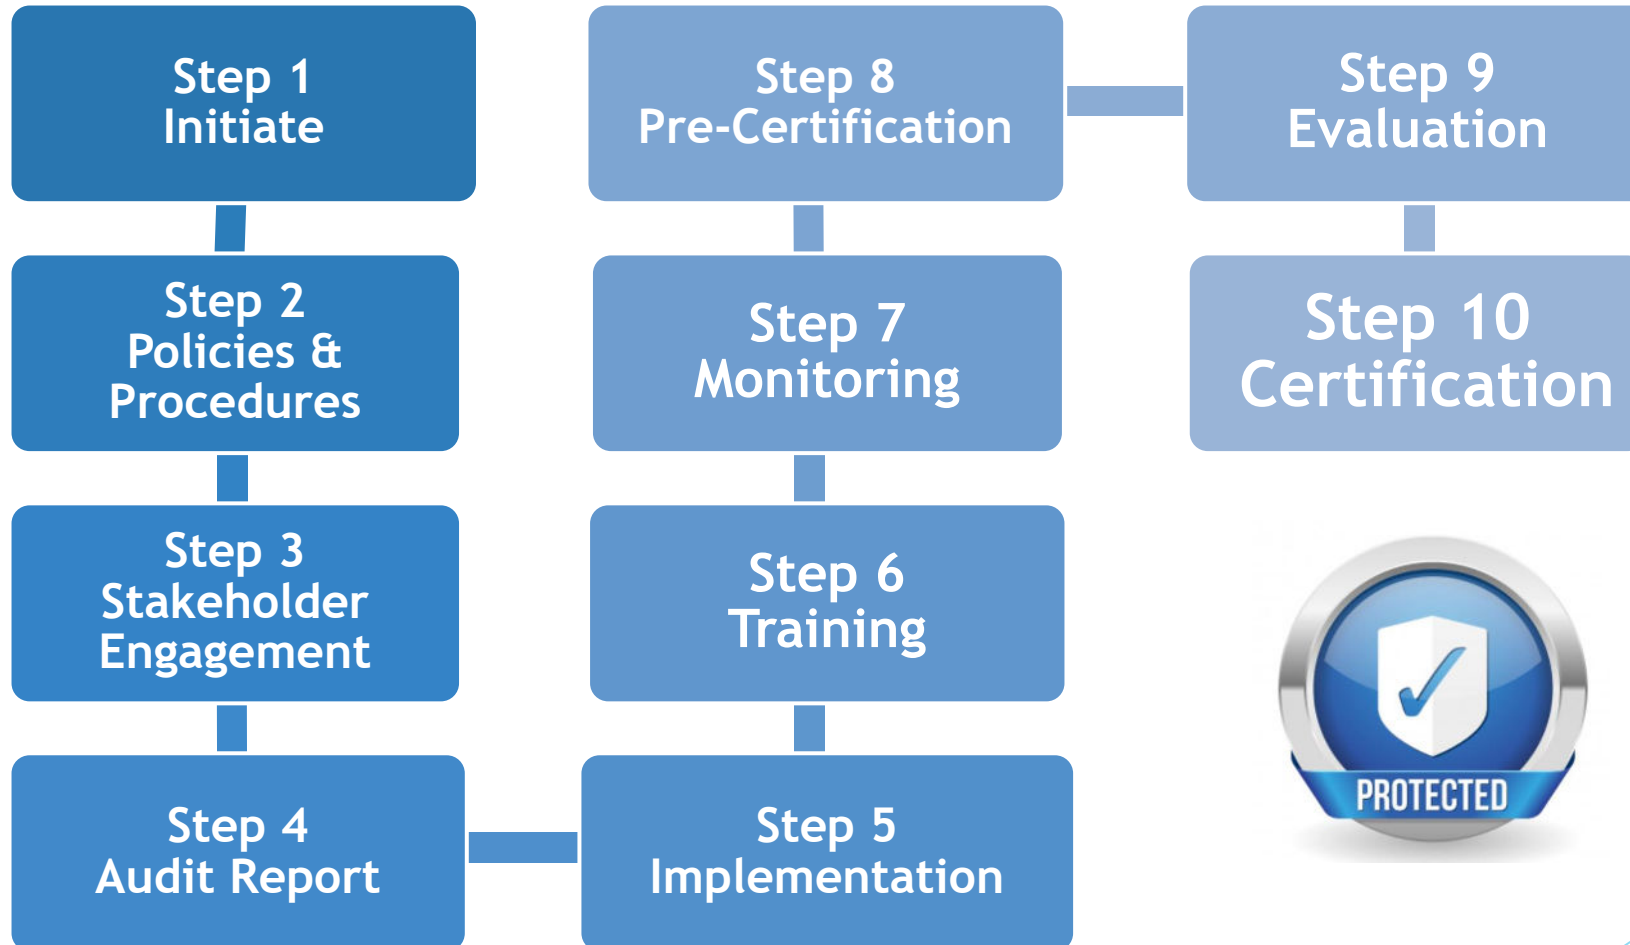 Step 1
Initiate
Step 2
Policies &
Procedures
Step 3
Stakeholder
Engagement
Step 4
Audit Report
Step 5
Implementation
Step 6
Training
Step 7
Monitoring
Step 8
Pre-Certification
Step 9
Evaluation
Step 10
Certification
PROTECTED